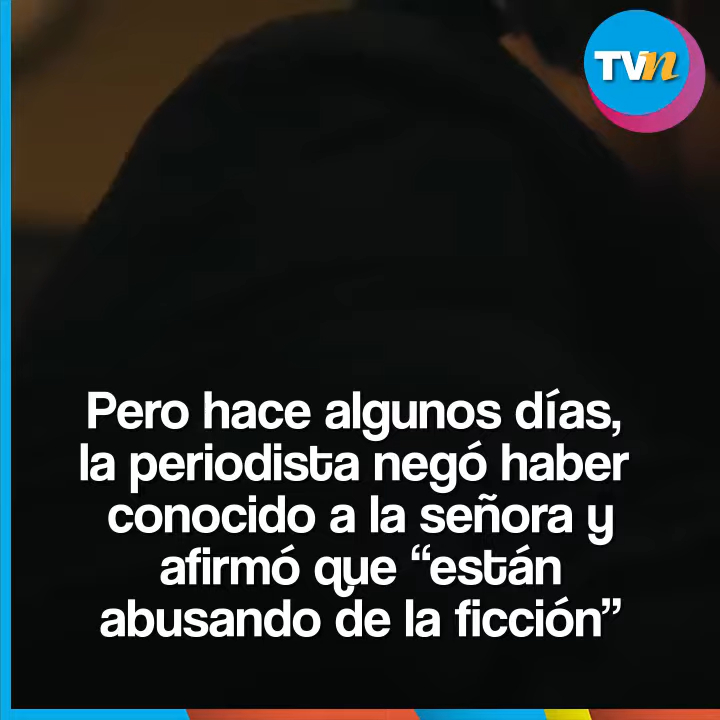 TVn
Pero hace algunos días,
la periodista negó haber
conocido a la señora y
afirmó que “están
abusando de la ficción”